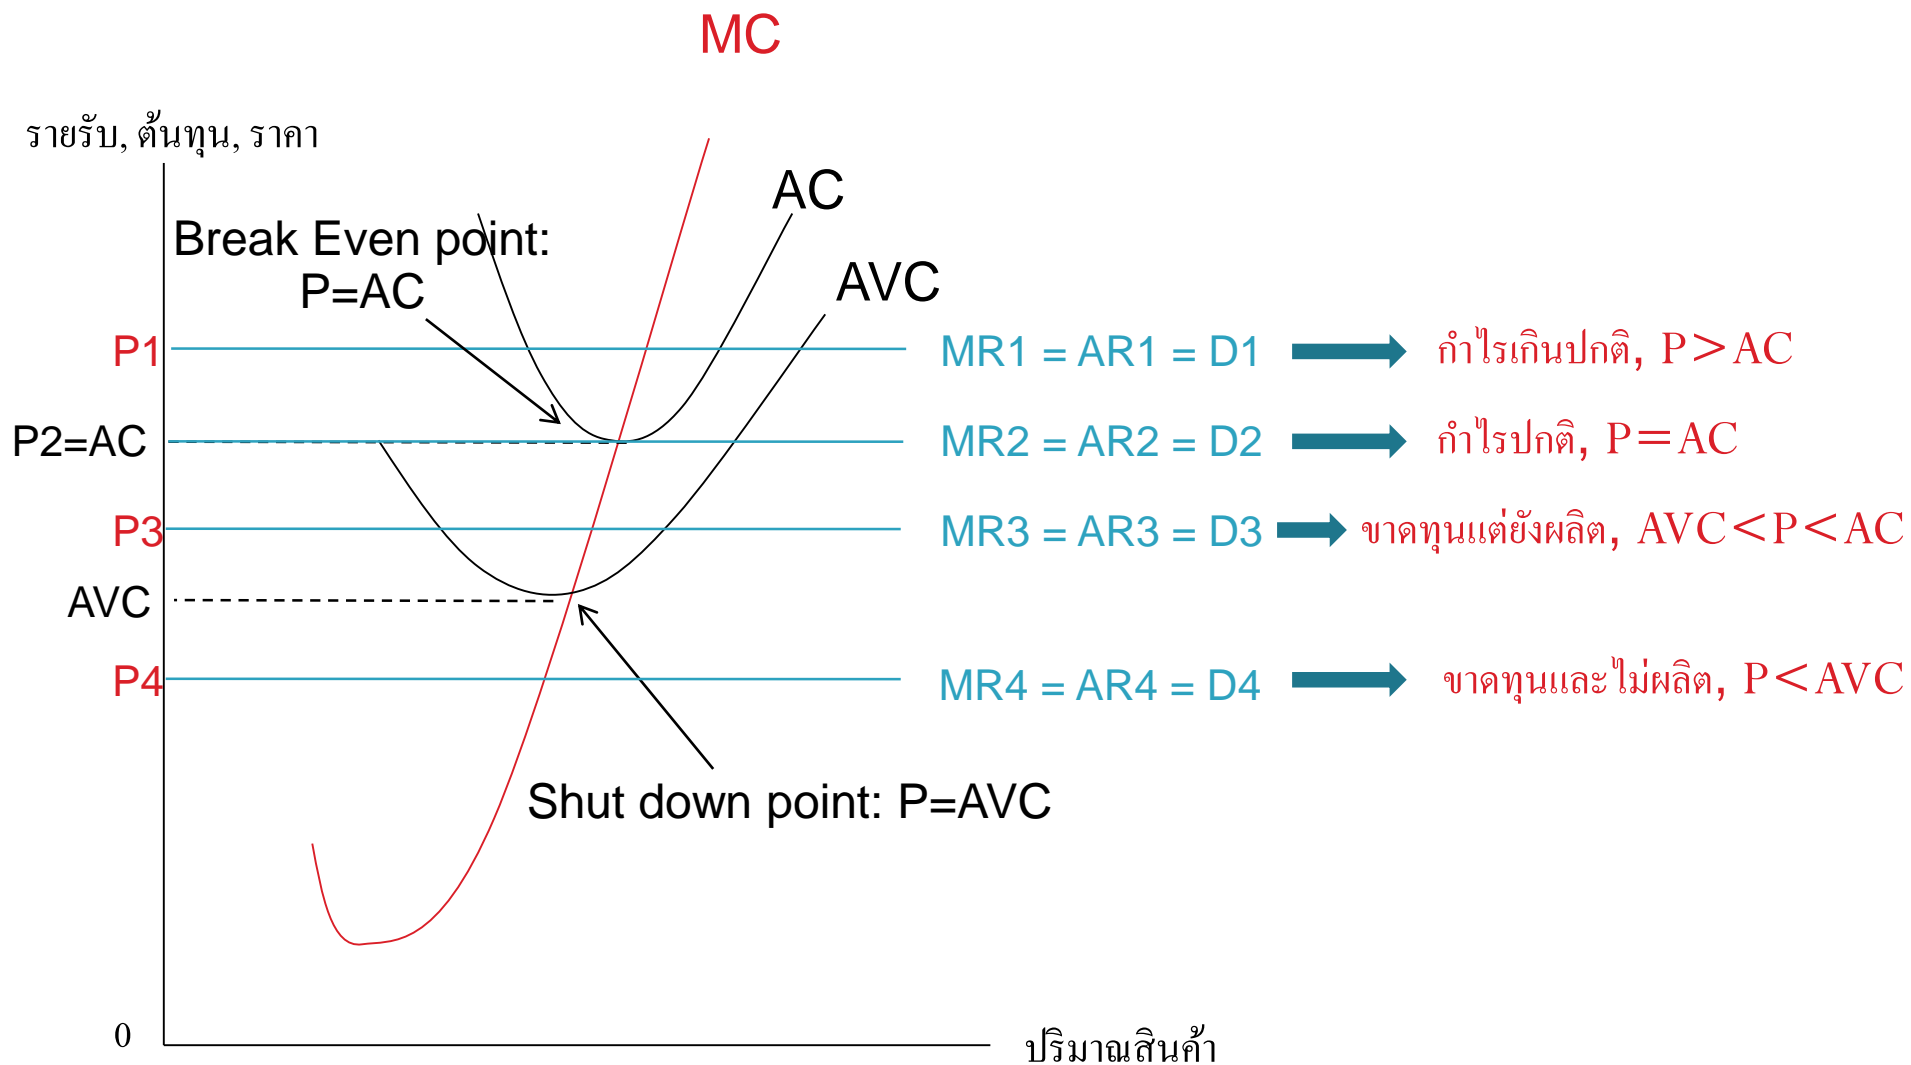 MC
รายรับ, ต้นทุน, ราคา
AC
Break Even point:
P=AC
AVC
P1
MR1 = AR1 = D1
กำไรเกินปกติ, P>AC
P2=AC
MR2 = AR2 = D2
กำไรปกติ, P=AC
P3
MR3 = AR3 = D3
ขาดทุนแต่ยังผลิต, AVC<P<AC
AVC
P4
MR4 = AR4 = D4
ขาดทุนและไม่ผลิต, P<AVC
Shut down point: P=AVC
0
ปริมาณสินค้า